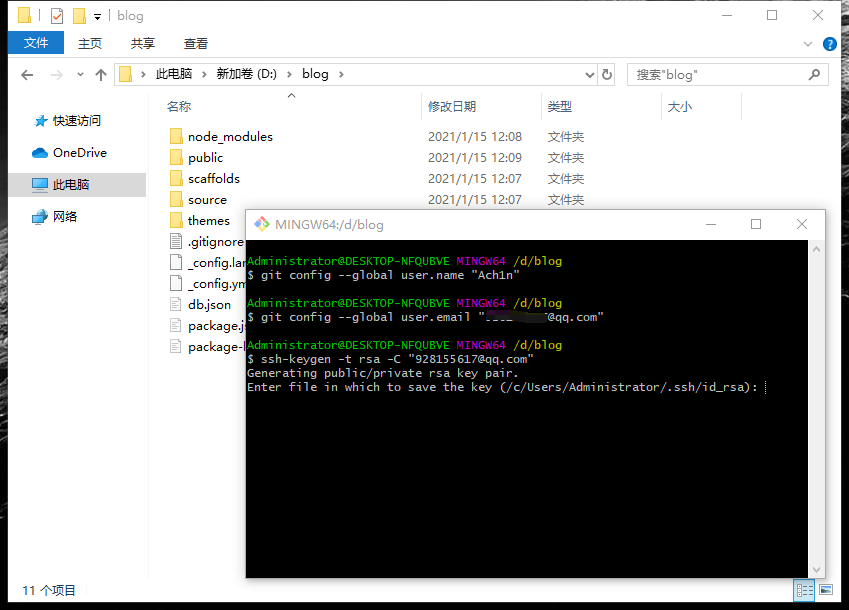 blog
文件 主页 共享 查看
此电脑 新加卷 (D:) blog
搜索"blog"
名称 修改日期 类型 大小
快速访问
OneDrive
此电脑
网络
node_modules 2021/1/15 12:08 文件夹
public 2021/1/15 12:09 文件夹
scaffolds 2021/1/15 12:07 文件夹
source 2021/1/15 12:07 文件夹
themes
.gitignore
_config.lan
_config.ym
db.json
package.js
package-
MINGW64:/d/blog
Administrator@DESKTOP-NFQUBVE MINGW64 /d/blog
$ git config --global user.name "Ach1n"
Administrator@DESKTOP-NFQUBVE MINGW64 /d/blog
$ git config --global user.email "@qq.com"
Administrator@DESKTOP-NFQUBVE MINGW64 /d/blog
$ ssh-keygen -t rsa -C "928155617@qq.com"
Generating public/private rsa key pair.
Enter file in which to save the key (/c/Users/Administrator/.ssh/id_rsa):
11 个项目